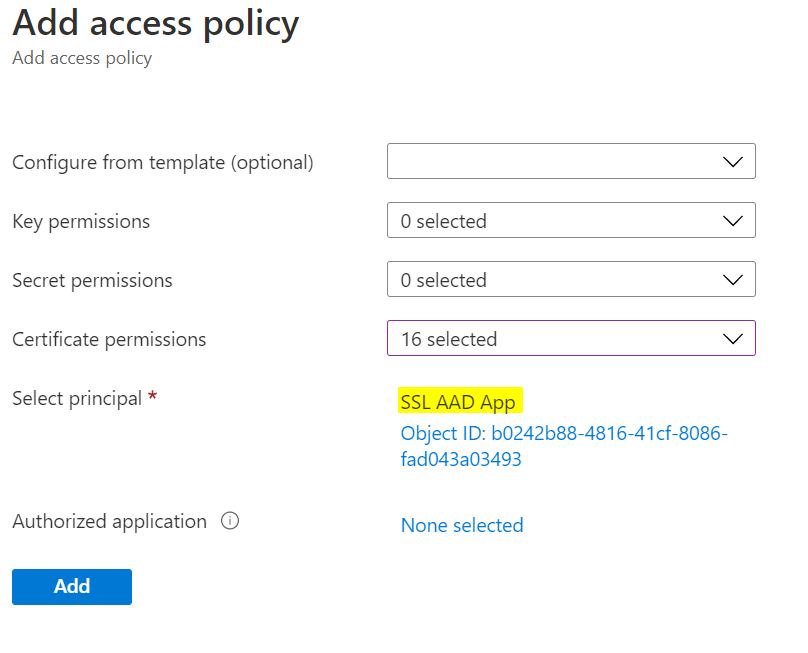 Add access policy
Add access policy
Configure from template (optional)
Key permissions
0 selected
Secret permissions
0 selected
Certificate permissions
16 selected
Select principal *
SSL AAD App
Object ID: b0242b88-4816-41cf-8086-
fad043a03493
Authorized application
None selected
Add